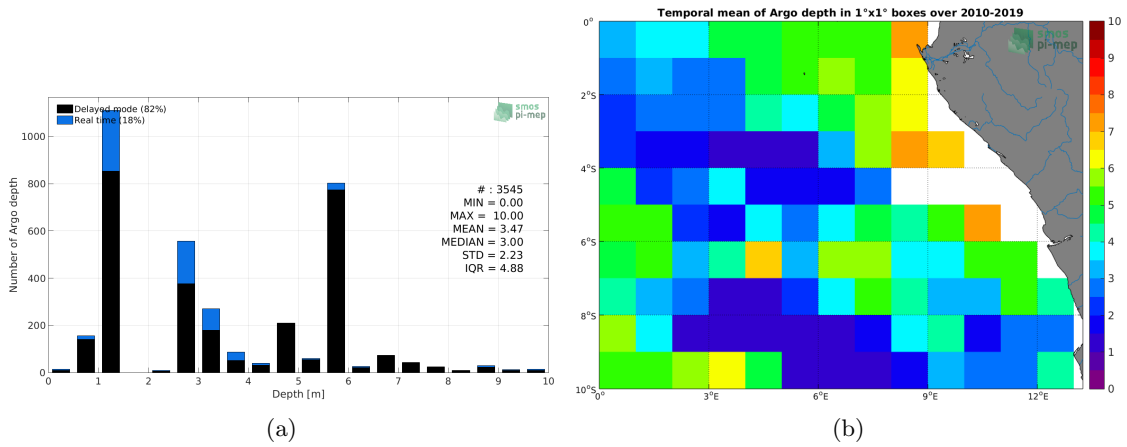 Temporal mean of Argo depth in 1°x1° boxes over 2010-2019
Delayed mode (82%)
Real time (18%)
smos
pi-mep
# : 3545
MIN = 0.00
MAX = 10.00
MEAN = 3.47
MEDIAN = 3.00
STD = 2.23
IQR = 4.88
Number of Argo depth
1000
800
600
400
200
0
0 1 2 3 4 5 6 7 8 9 10
Depth [m]
(a)
smos
pi-mep
0°
2°S
4°S
6°S
8°S
10°S
0° 3°E 6°E 9°E 12°E
10
9
8
7
6
5
4
3
2
1
0
(b)